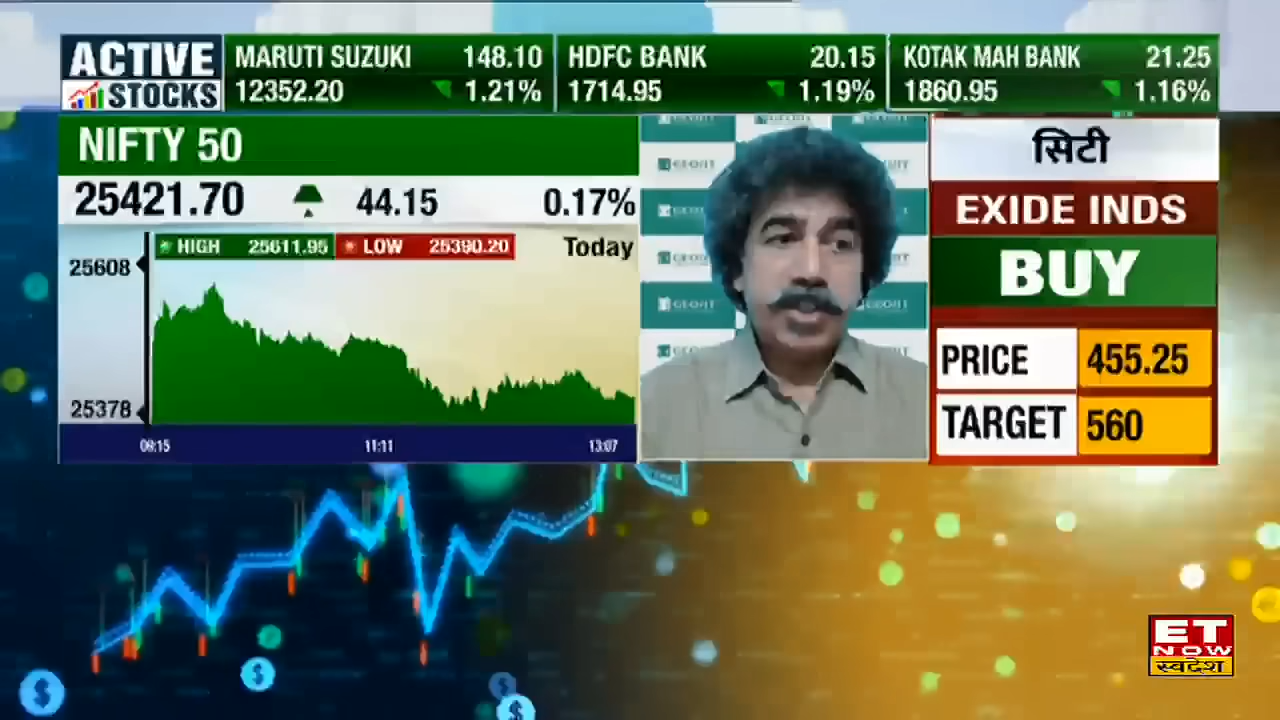 ACTIVE
STOCKS
MARUTI SUZUKI 148.10
12352.20 1.21%
HDFC BANK 20.15
1714.95 1.19%
KOTAK MAH BANK 21.25
1860.95 1.16%
NIFTY 50
25421.70 44.15 0.17%
HIGH 25611.95 LOW 25390.20 Today
25608
25378
09:15 11:11 13:07
GEOJIT
सिटी
EXIDE INDS
BUY
PRICE 455.25
TARGET 560
ET
NOW
स्वदेश